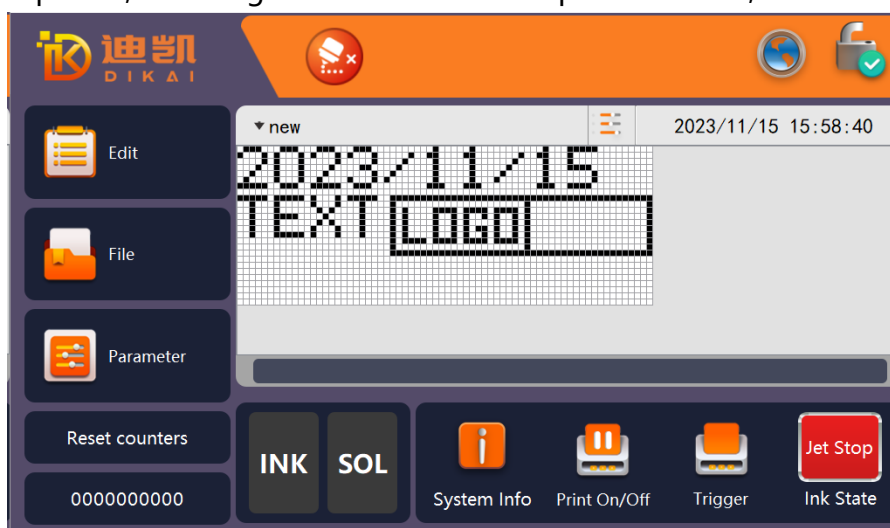 迪凯
DIKAI
new
2023/11/15 15:58:40
Edit
2023/11/15
TEXT LOGO
File
Parameter
Reset counters
0000000000
INK
SOL
System Info
Print On/Off
Trigger
Jet Stop
Ink State